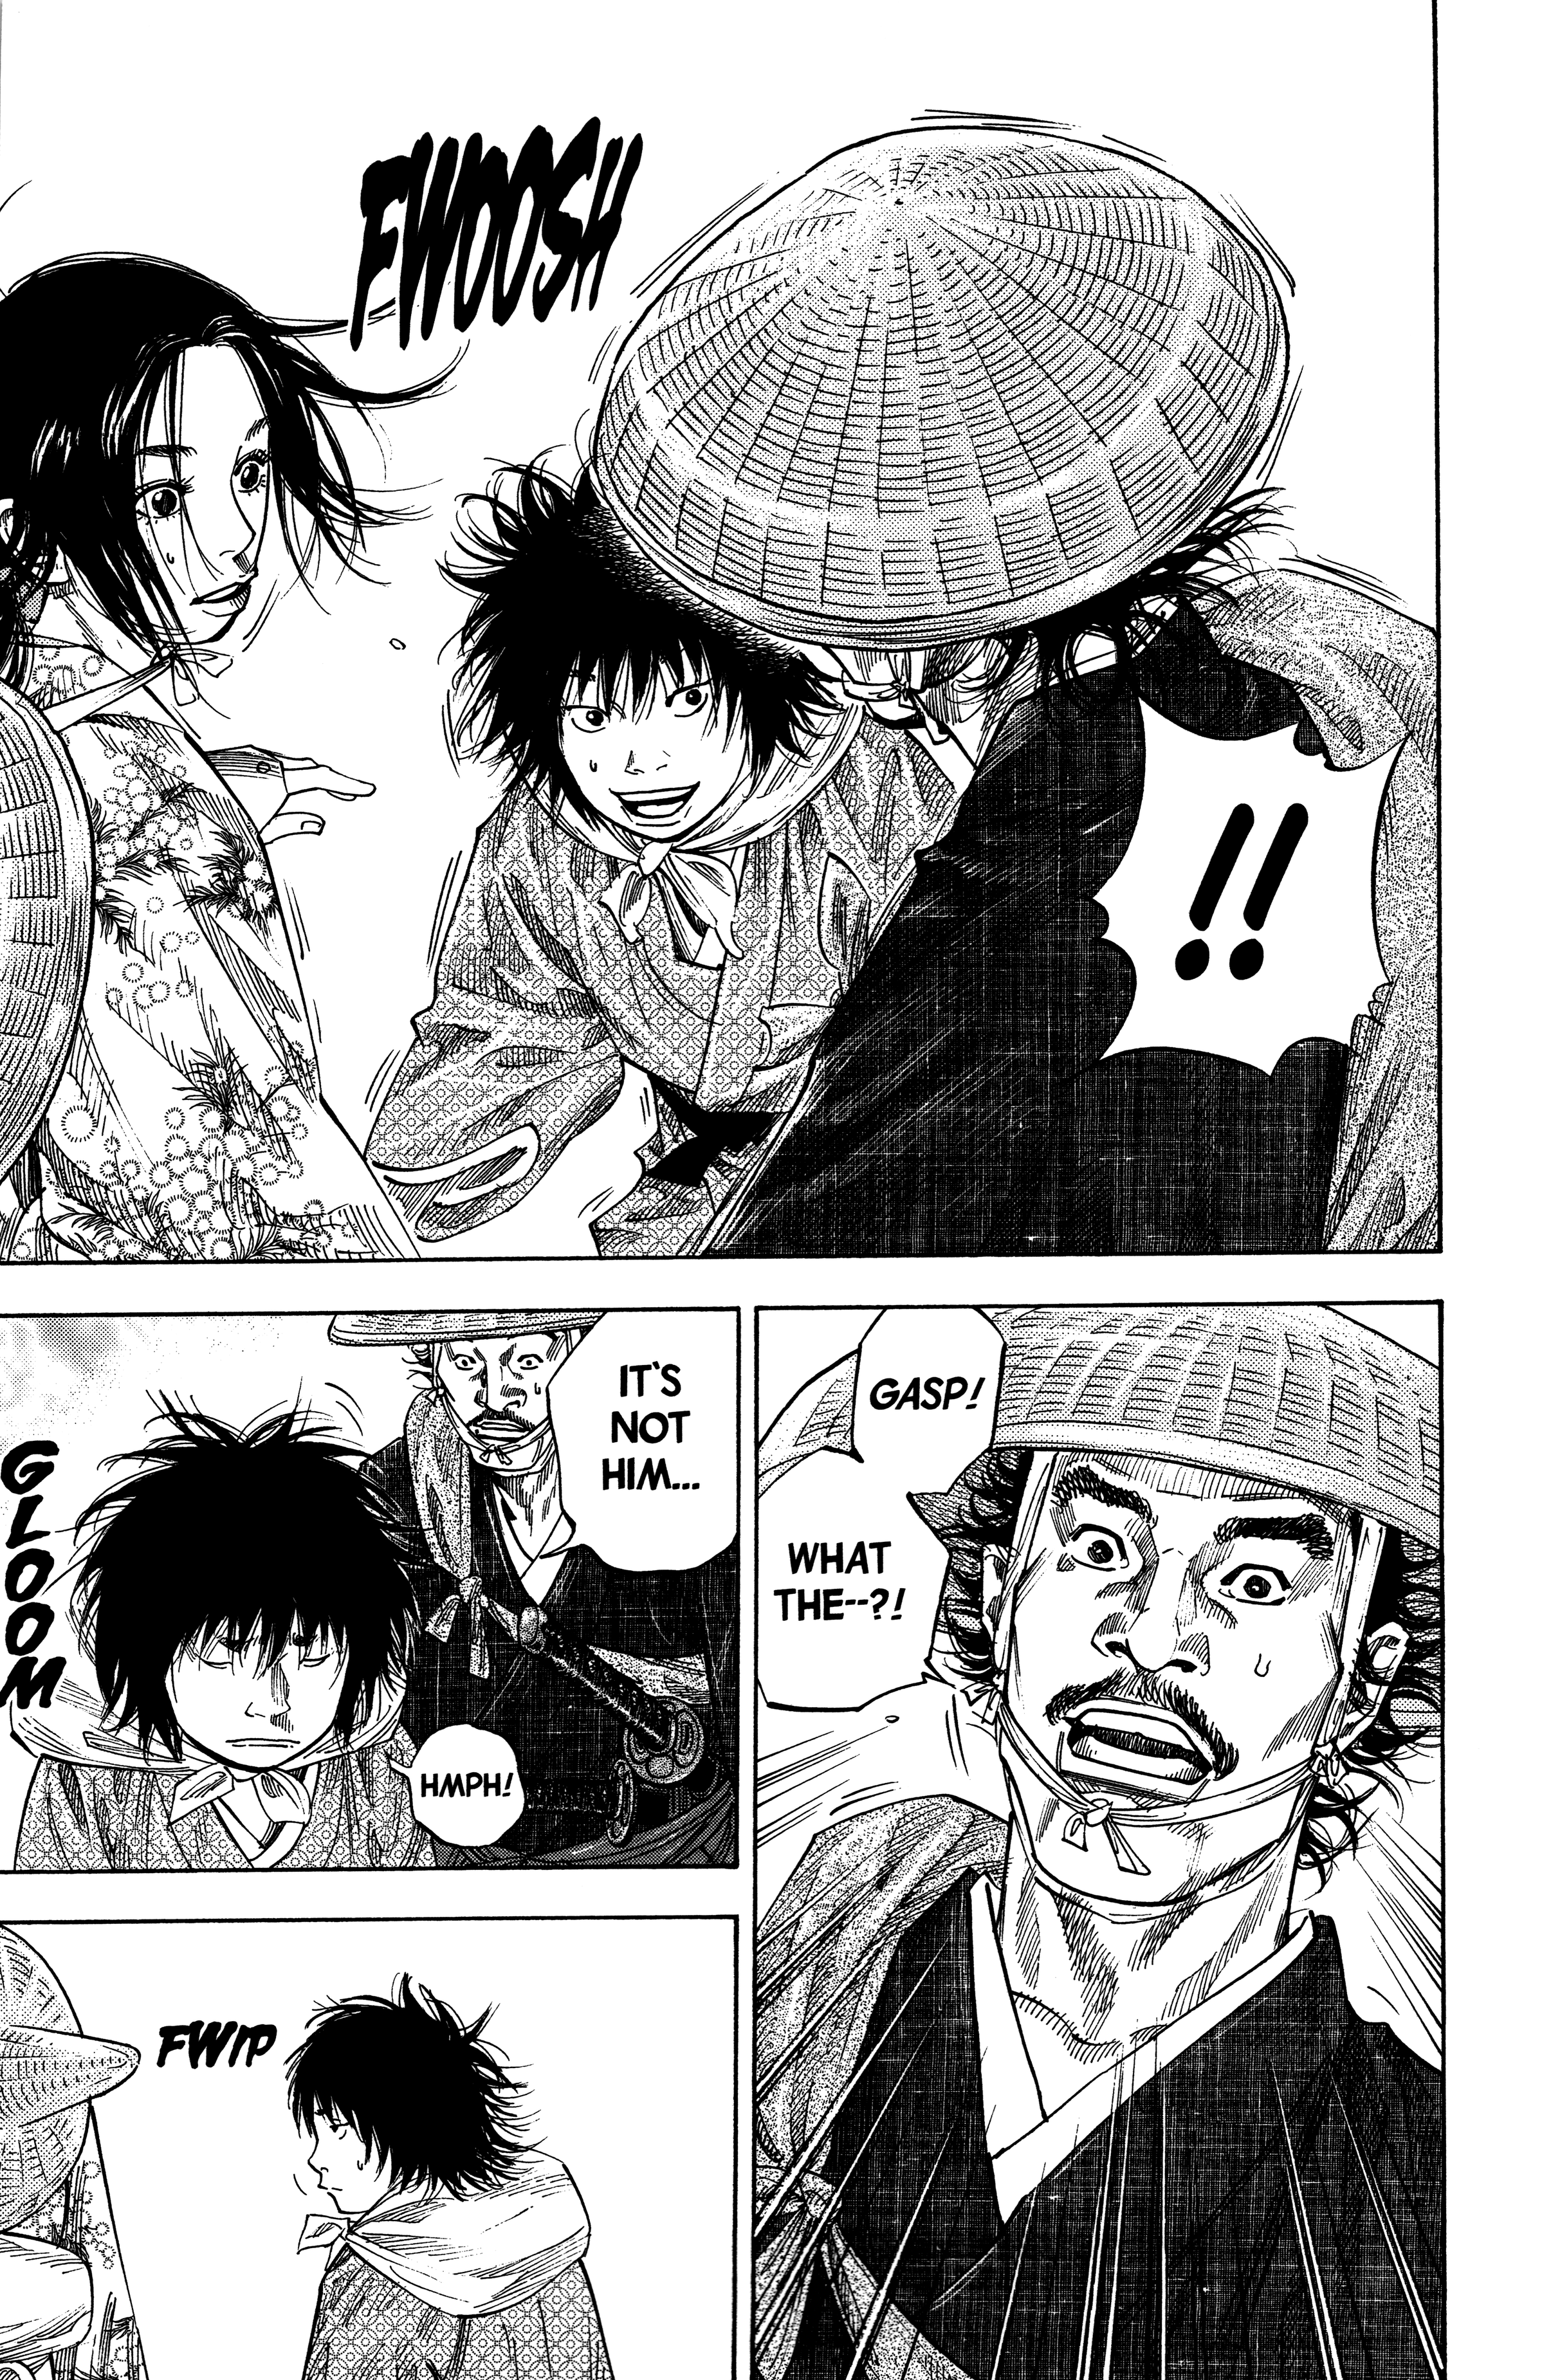 FWOOSH
!!
GASP!
WHAT
THE--?!
IT'S
NOT
HIM...
HMPH!
GLOOM
FWIP